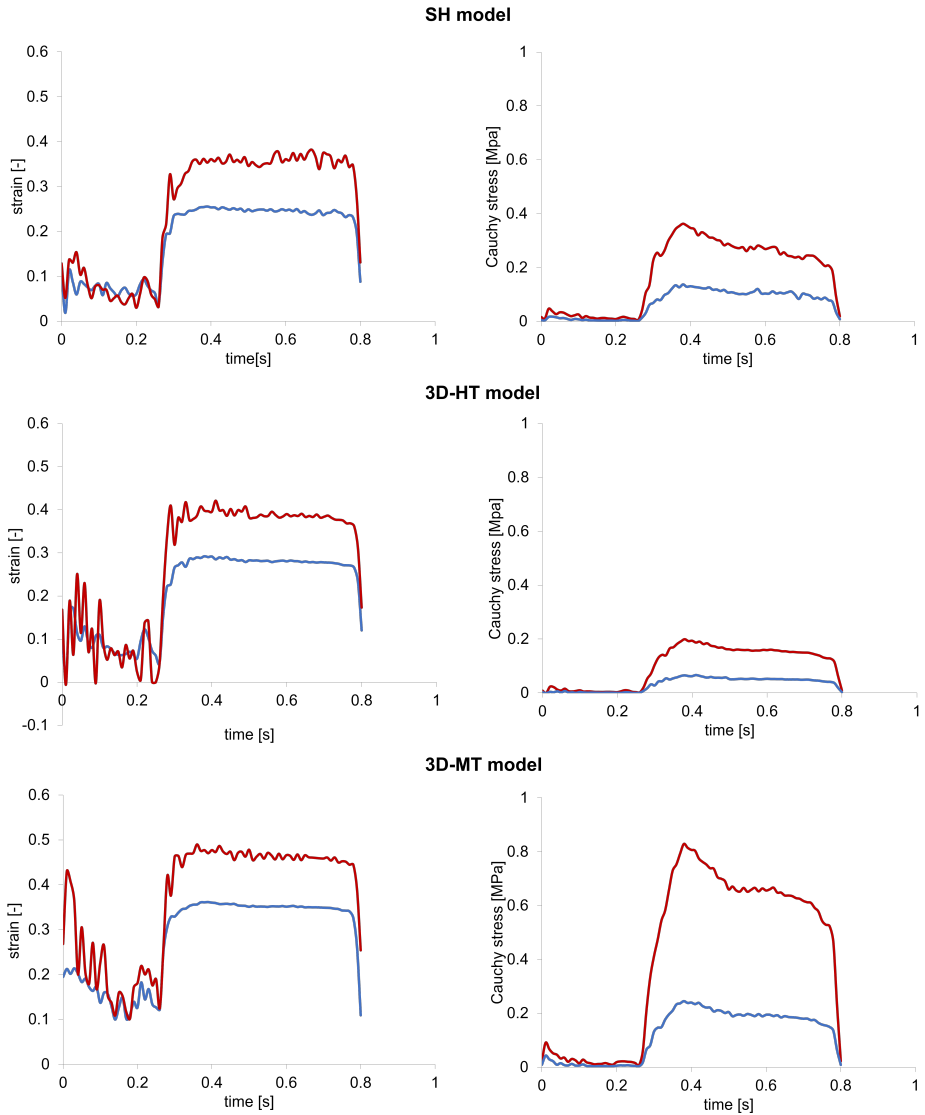 SH model
0.6
0.5
0.4
0.3
0.2
0.1
0
strain [-]
0 0.2 0.4 0.6 0.8 1
time[s]
1
0.8
0.6
0.4
0.2
0
Cauchy stress [Mpa]
0 0.2 0.4 0.6 0.8 1
time [s]
3D-HT model
0.6
0.5
0.4
0.3
0.2
0.1
0
-0.1
strain [-]
0 0.2 0.4 0.6 0.8 1
time [s]
1
0.8
0.6
0.4
0.2
0
Cauchy stress [Mpa]
0 0.2 0.4 0.6 0.8 1
time [s]
3D-MT model
0.6
0.5
0.4
0.3
0.2
0.1
0
strain [-]
0 0.2 0.4 0.6 0.8 1
time [s]
1
0.8
0.6
0.4
0.2
0
Cauchy stress [MPa]
0 0.2 0.4 0.6 0.8 1
time [s]